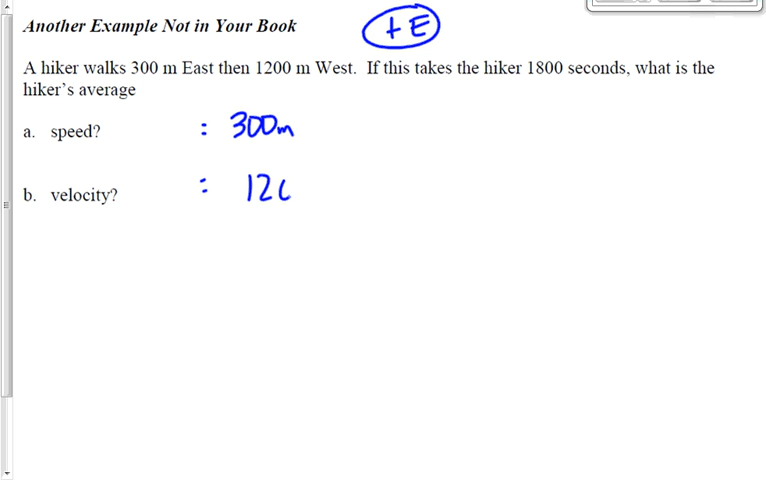 Another Example Not in Your Book
+E
A hiker walks 300 m East then 1200 m West. If this takes the hiker 1800 seconds, what is the
hiker's average
a. speed? : 300m
b. velocity? : 12